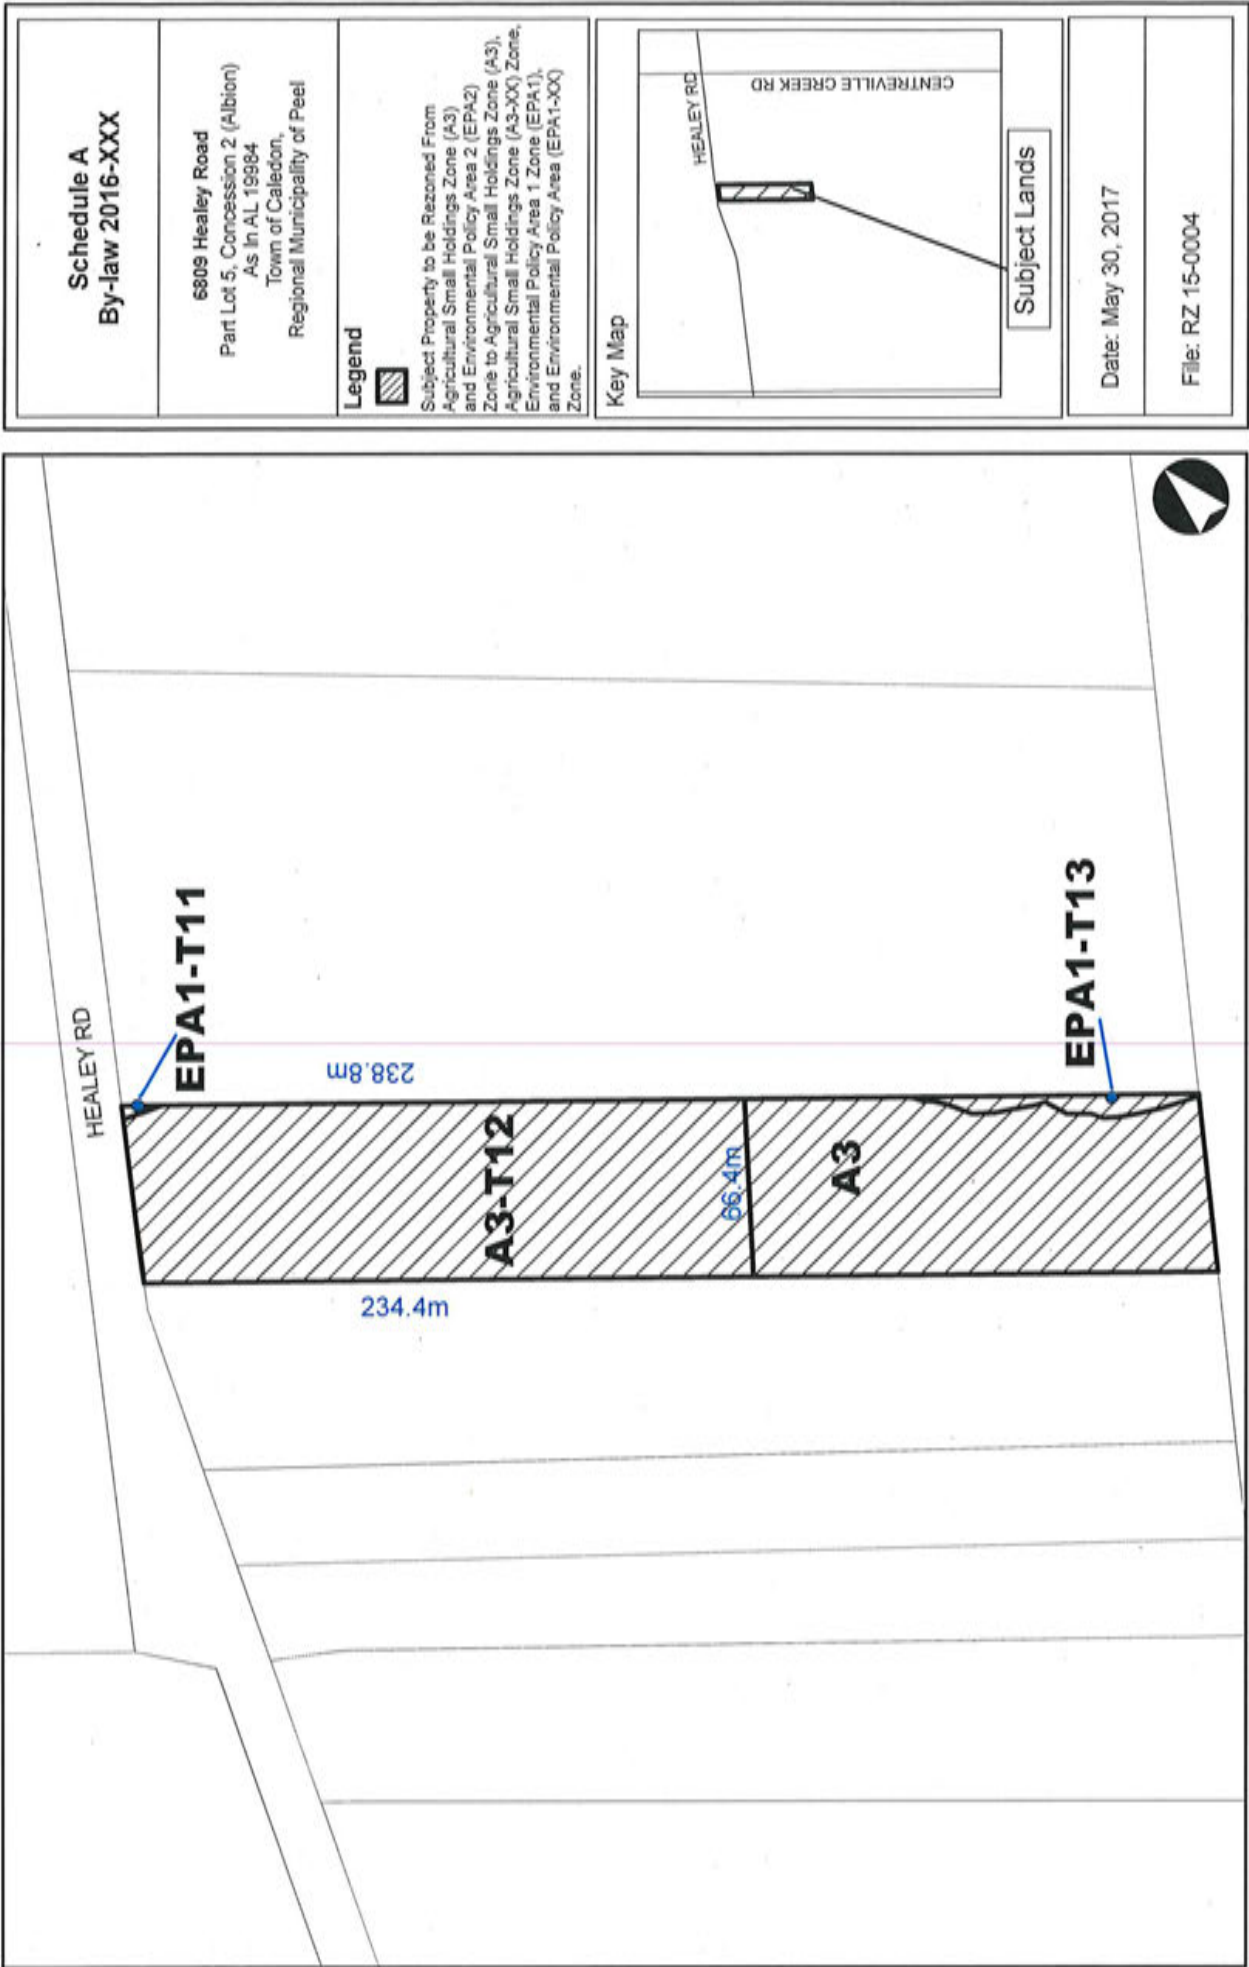 Schedule A
By-law 2016-XXX
6809 Healey Road
Part Lot 5, Concession 2 (Albion)
As In AL 19984
Town of Caledon,
Regional Municipality of Peel
Legend
Subject Property to be Rezoned From
Agricultural Small Holdings Zone (A3)
and Environmental Policy Area 2 (EPA2)
Zone to Agricultural Small Holdings Zone (A3),
Agricultural Small Holdings Zone (A3-XX) Zone,
Environmental Policy Area 1 Zone (EPA1),
and Environmental Policy Area (EPA1-XX)
Zone.
Key Map
HEALEY RD
CENTREVILLE CREEK RD
Subject Lands
Date: May 30, 2017
File: RZ 15-0004
HEALEY RD
EPA1-T11
238.8m
A3-T12
234.4m
66.4m
A3
EPA1-T13